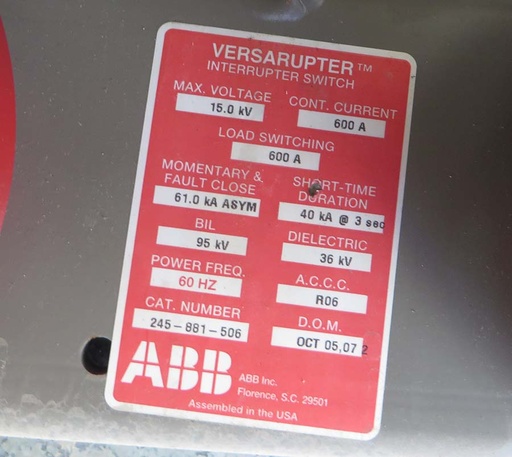 VERSARUPTER™
INTERRUPTER SWITCH
MAX. VOLTAGE CONT. CURRENT
15.0 kV 600 A
LOAD SWITCHING
600 A
MOMENTARY & SHORT-TIME
FAULT CLOSE DURATION
61.0 kA ASYM 40 kA @ 3 sec
BIL DIELECTRIC
95 kV 36 kV
POWER FREQ. A.C.C.C.
60 HZ R06
CAT. NUMBER D.O.M.
245-881-506 OCT 05,07 2
ABB ABB Inc.
Florence, S.C. 29501
Assembled in the USA